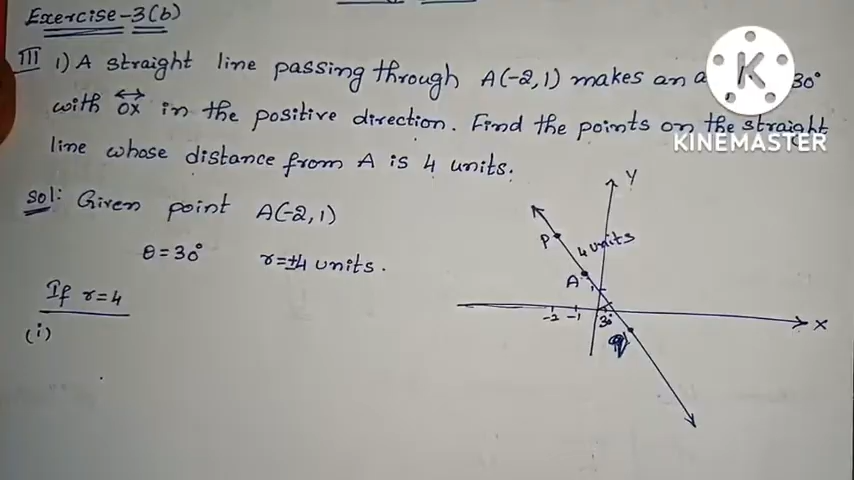 Exercise-3(b)
III 1) A straight line passing through A(-2,1) makes an 30°
with OX in the positive direction. Find the points on the straight
line whose distance from A is 4 units.
Sol: Given point A(-2,1)
θ=30° r=±4 units.
If r=4
(i)
Y
P
4 units
A
1
-2 -1 30
X
K
KINEMASTER